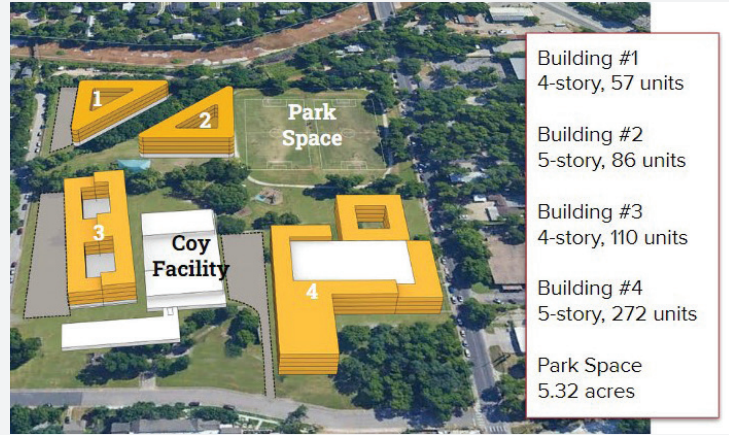 1
2
Park
Space
3
Coy
Facility
4
Building #1
4-story, 57 units
Building #2
5-story, 86 units
Building #3
4-story, 110 units
Building #4
5-story, 272 units
Park Space
5.32 acres